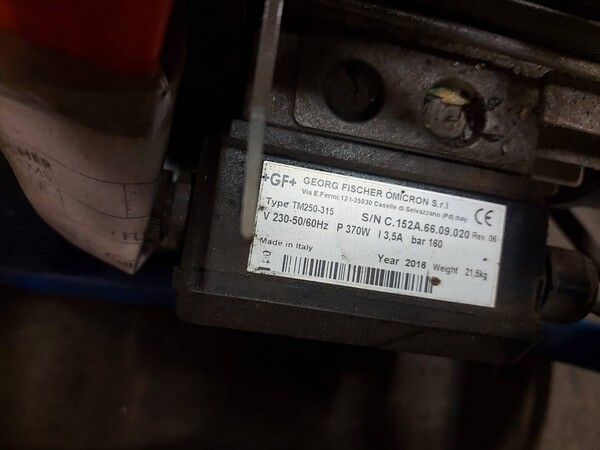 +GF+ GEORG FISCHER OMICRON S.r.l
Via E.Fermi,12 I-35030 Caselle di Selvazzano (Pd) Italy
CE
Type TM250-315 S/N C.152A.66.09.020 Rev. 06
V 230-50/60Hz P 370W I 3,5A bar 160
Made in Italy Year 2016 Weight 21,5kg